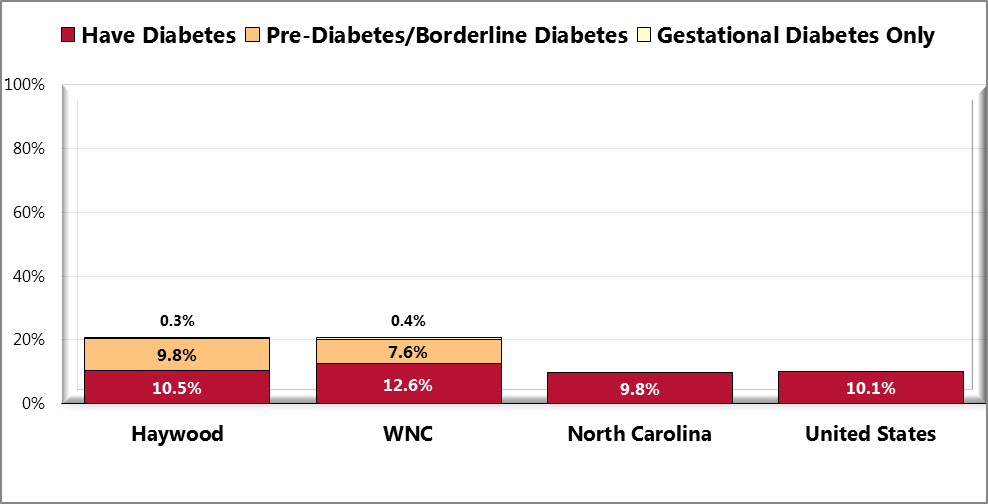 Have Diabetes Pre-Diabetes/Borderline Diabetes Gestational Diabetes Only
100%
80%
60%
40%
20%
0%
0.3% 0.4%
9.8% 7.6%
10.5% 12.6% 9.8% 10.1%
Haywood WNC North Carolina United States